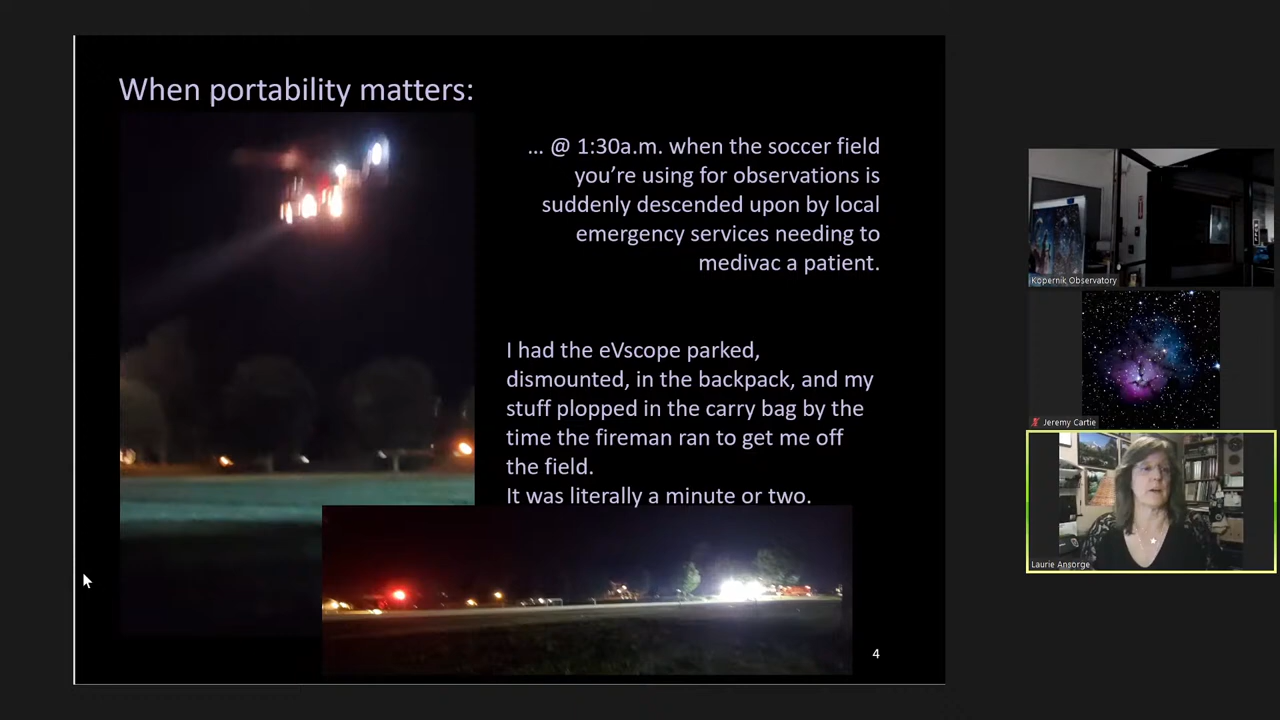 When portability matters:
... @ 1:30a.m. when the soccer field
you’re using for observations is
suddenly descended upon by local
emergency services needing to
medivac a patient.
I had the eVscope parked,
dismounted, in the backpack, and my
stuff plopped in the carry bag by the
time the fireman ran to get me off
the field.
It was literally a minute or two.
4
Kopernik Observatory
Jeremy Cartie
Laurie Ansorge